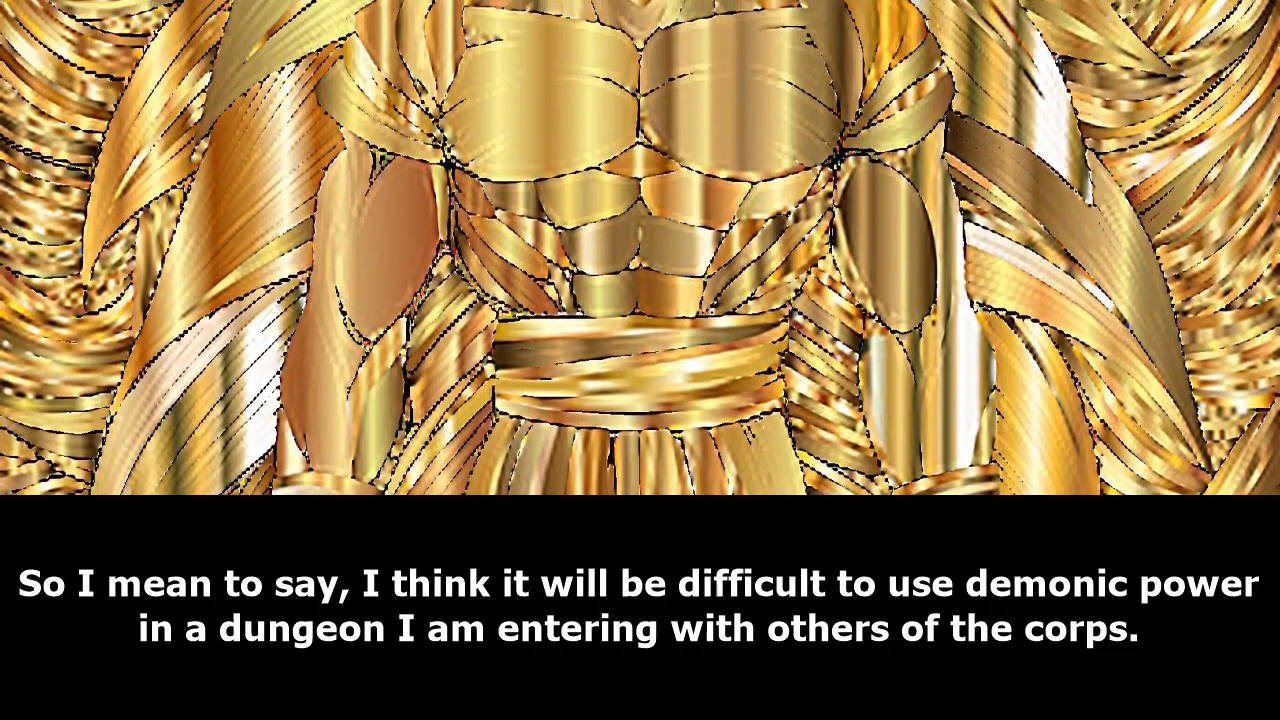 So I mean to say, I think it will be difficult to use demonic power
in a dungeon I am entering with others of the corps.